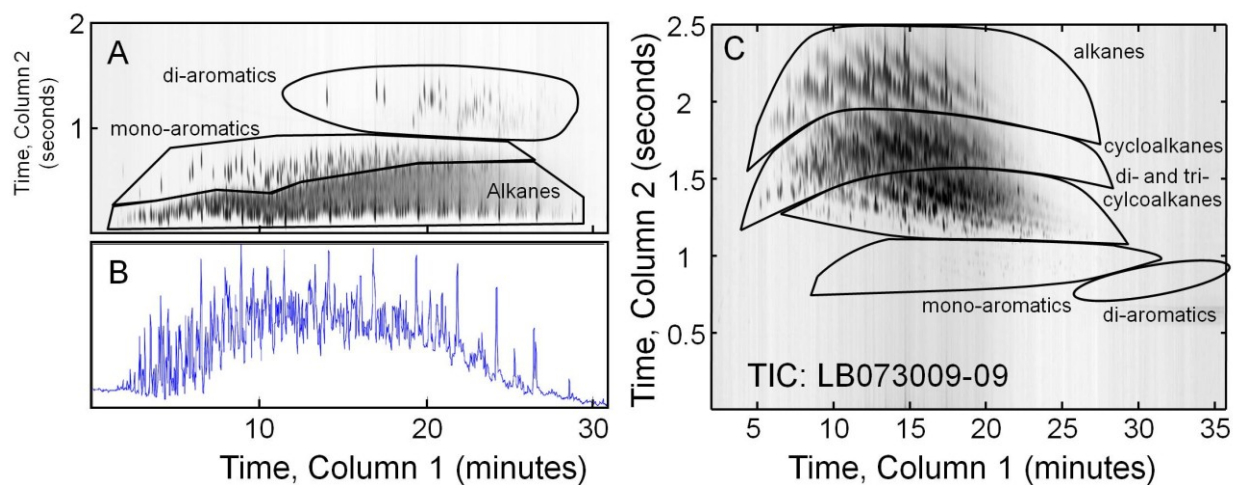 2
A
di-aromatics
Time, Column 2
(seconds)
1
mono-aromatics
Alkanes
B
10
20
30
Time, Column 1 (minutes)
2.5
C
alkanes
2
Time, Column 2 (seconds)
cycloalkanes
1.5
di- and tri-
cylcoalkanes
1
mono-aromatics
di-aromatics
0.5
TIC: LB073009-09
5
10
15
20
25
30
35
Time, Column 1 (minutes)